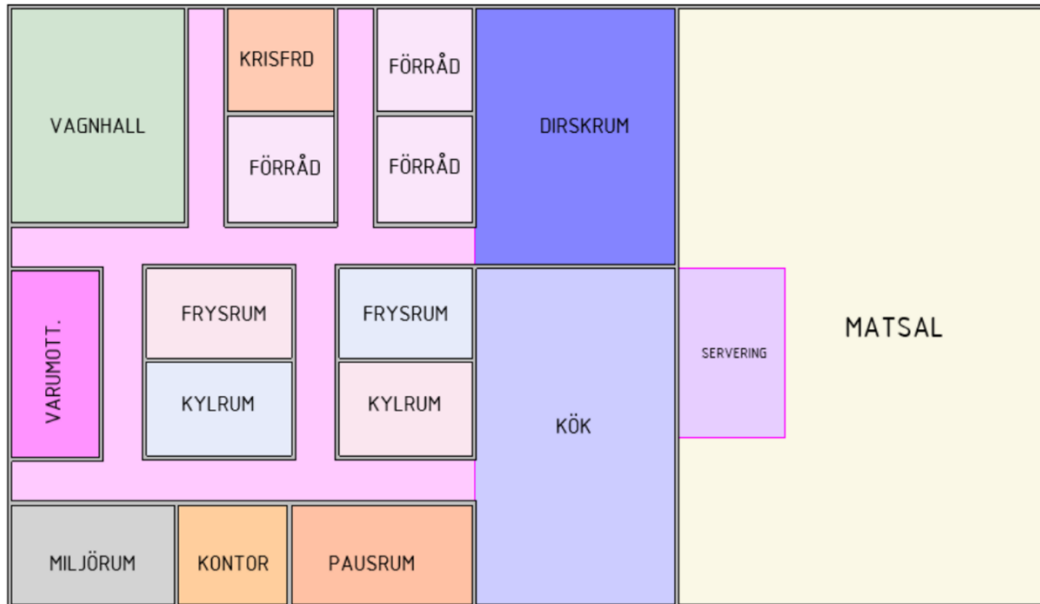 KRISFRD
FÖRRÅD
VAGNHALL
FÖRRÅD
FÖRRÅD
DIRSKRUM
FRYSRUM
FRYSRUM
MATSAL
SERVERING
VARUMOTT.
KYLRUM
KYLRUM
KÖK
MILJÖRUM
KONTOR
PAUSRUM